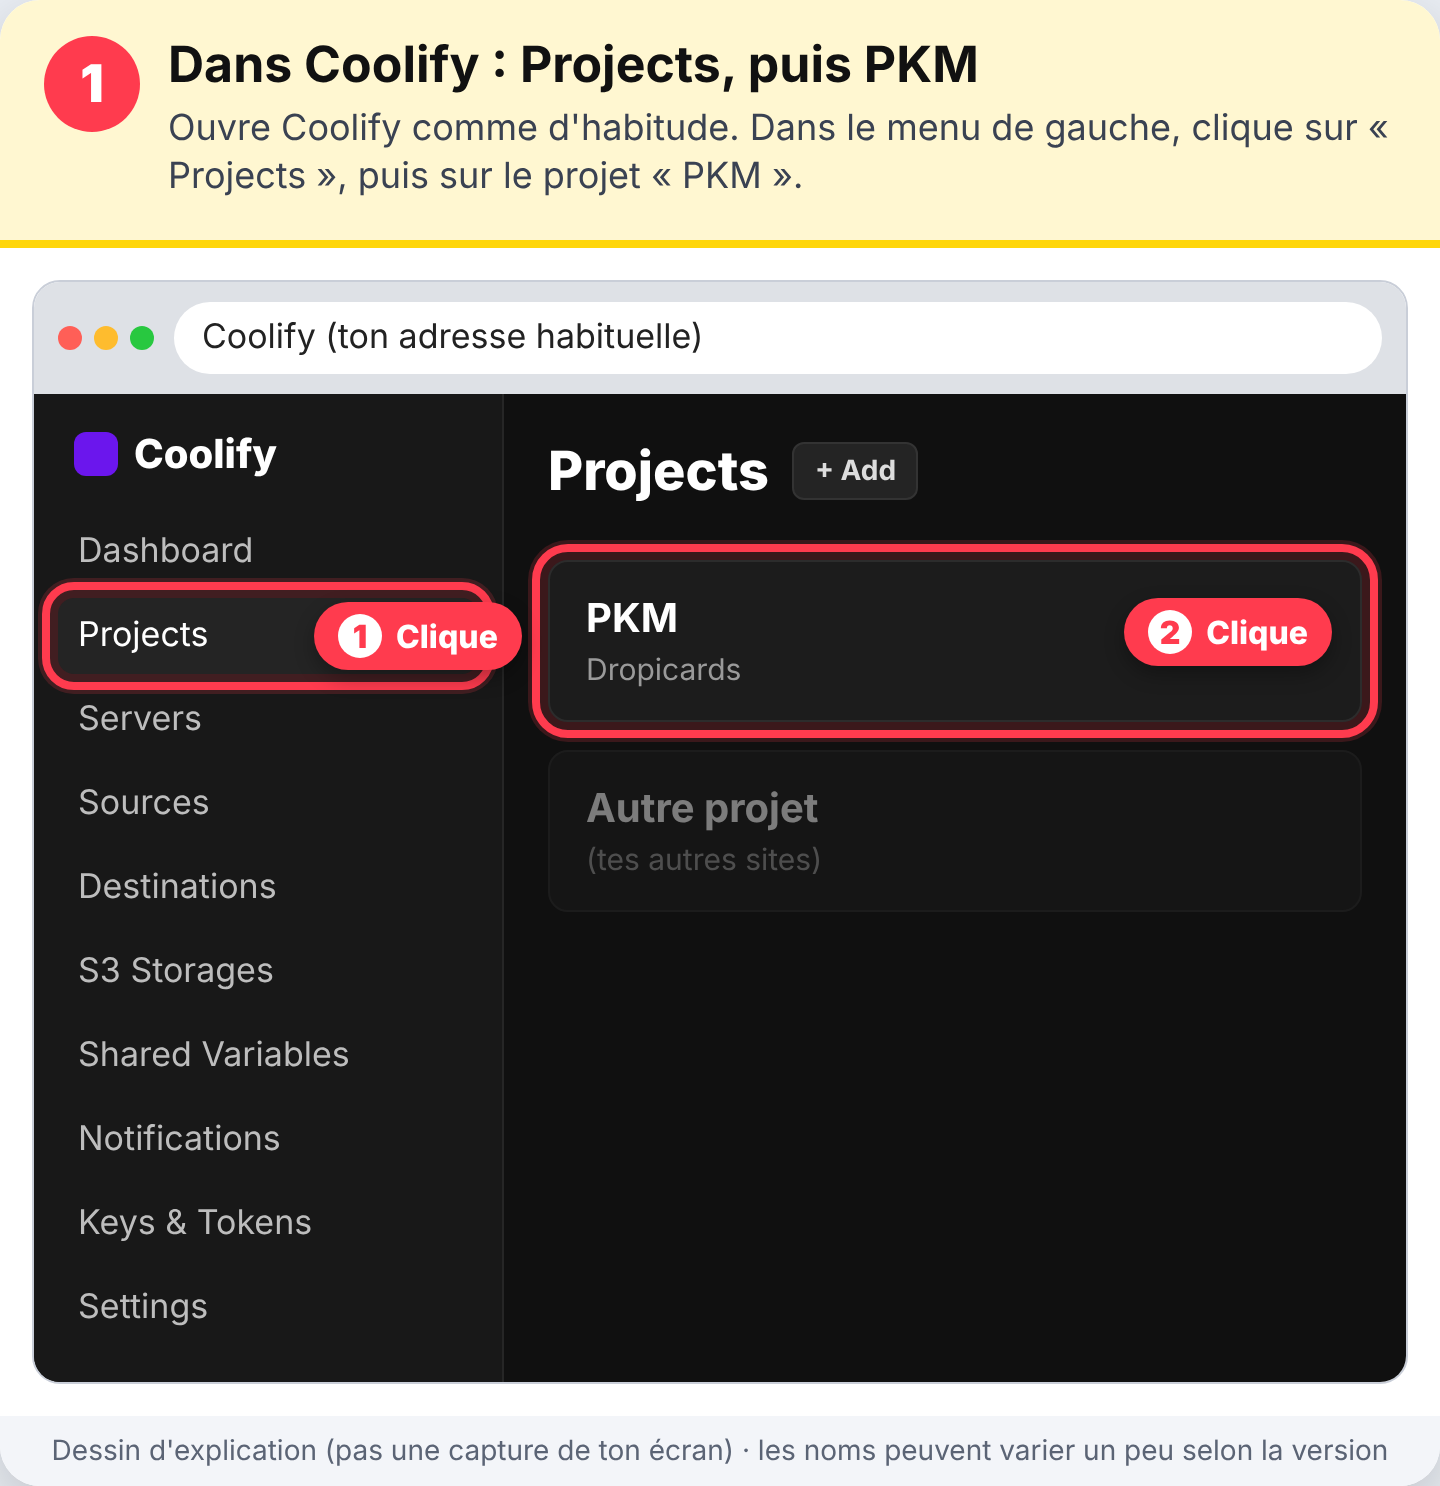 1
Dans Coolify : Projects, puis PKM
Ouvre Coolify comme d'habitude. Dans le menu de gauche, clique sur «
Projects », puis sur le projet « PKM ».
Coolify (ton adresse habituelle)
Coolify
Dashboard
Projects
1 Clique
Servers
Sources
Destinations
S3 Storages
Shared Variables
Notifications
Keys & Tokens
Settings
Projects
+ Add
PKM
Dropicards
2 Clique
Autre projet
(tes autres sites)
Dessin d'explication (pas une capture de ton écran) · les noms peuvent varier un peu selon la version